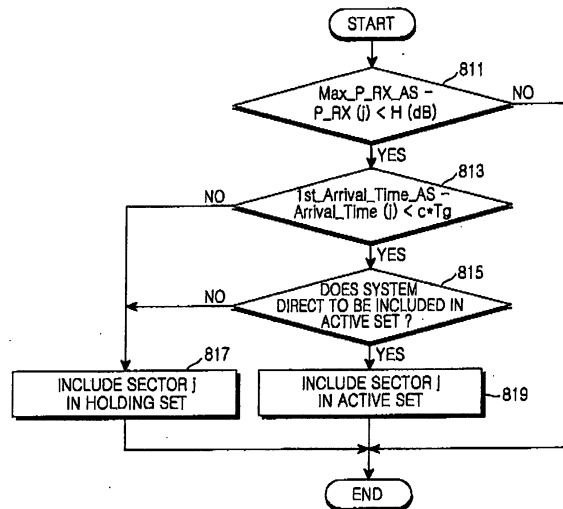 START
811
Max_P_RX_AS –
P_RX (j) < H (dB)
NO
YES
813
NO
1st_Arrival_Time_AS –
Arrival_Time (j) < c*Tg
YES
815
NO
DOES SYSTEM
DIRECT TO BE INCLUDED IN
ACTIVE SET ?
817
YES
INCLUDE SECTOR j
IN HOLDING SET
INCLUDE SECTOR j
IN ACTIVE SET
819
END